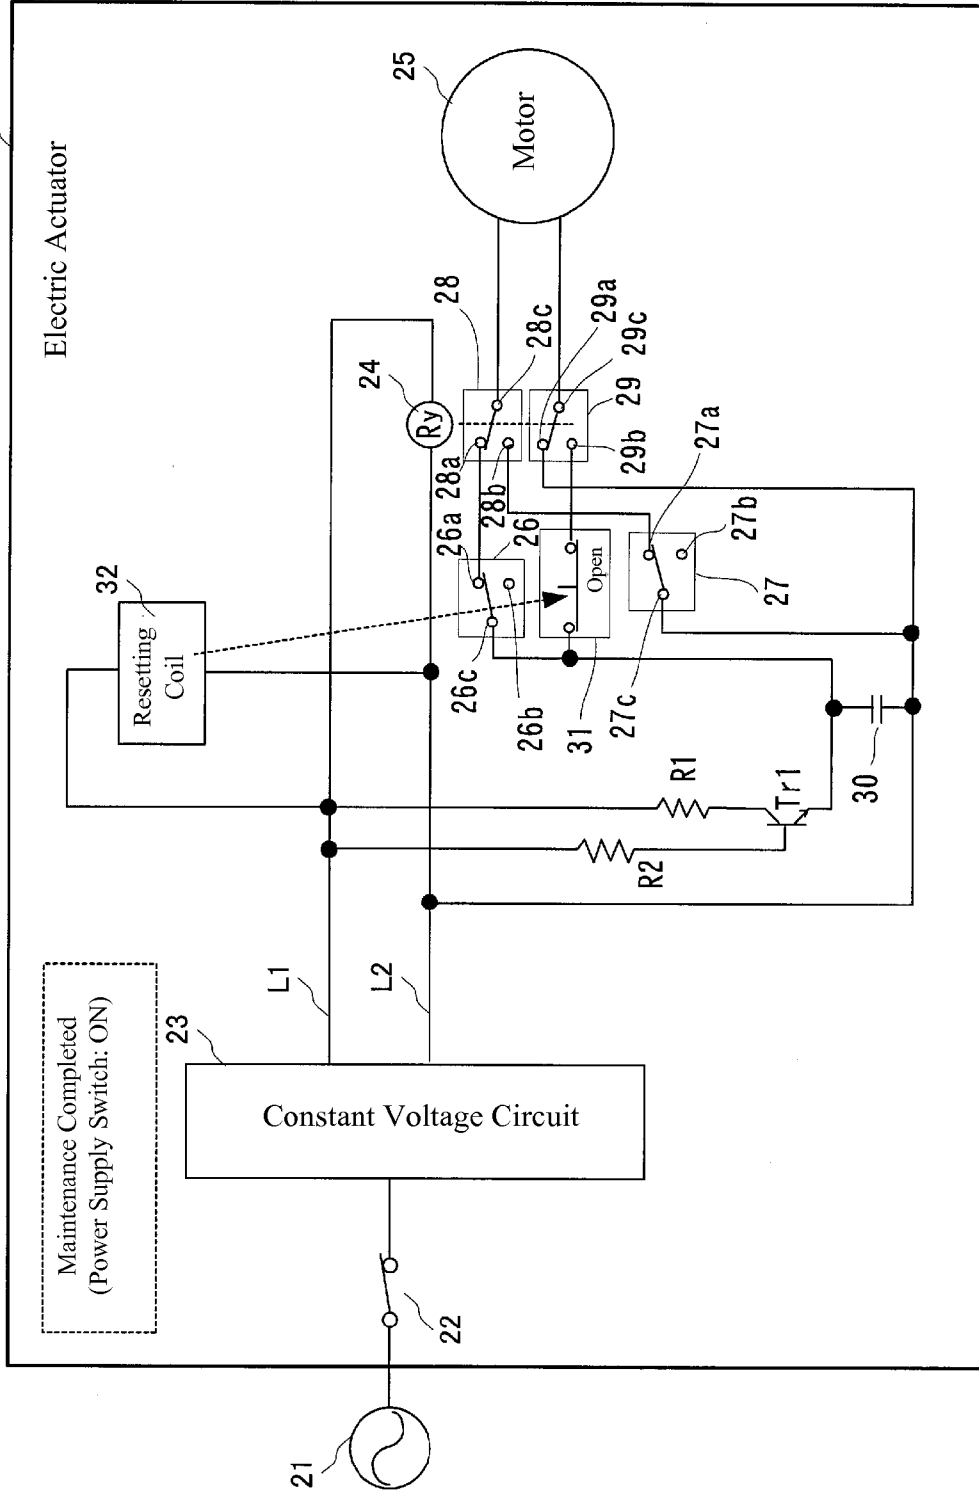 Maintenance Completed
(Power Supply Switch: ON)
Electric Actuator
32
Resetting
Coil
23
L1
L2
24
Ry
25
Motor
28
28c
28a
28b
29a
29c
29
29b
26a
26
26c
26b
Open
31
27a
27b
27
27c
R1
R2
Tr1
30
Constant Voltage Circuit
22
21